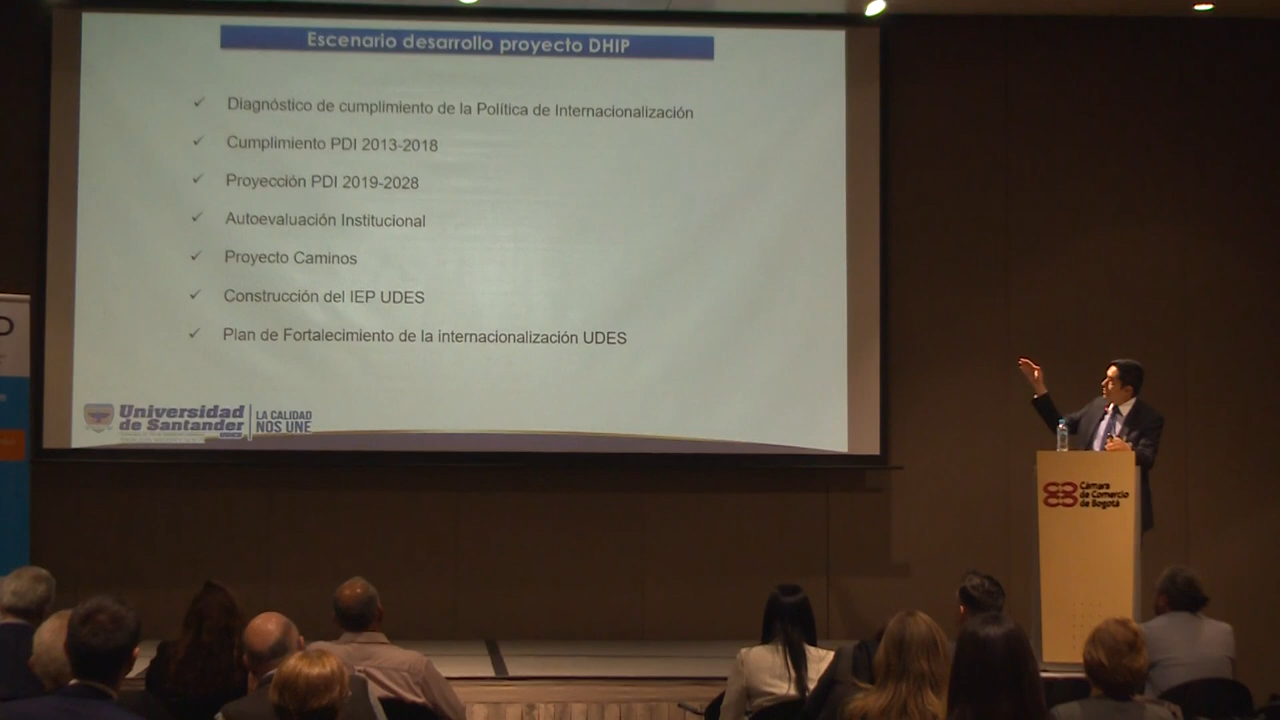 Escenario desarrollo proyecto DHIP
✓ Diagnóstico de cumplimiento de la Política de Internacionalización
✓ Cumplimiento PDI 2013-2018
✓ Proyección PDI 2019-2028
✓ Autoevaluación Institucional
✓ Proyecto Caminos
✓ Construcción del IEP UDES
✓ Plan de Fortalecimiento de la internacionalización UDES
Universidad
de Santander
LA CALIDAD
NOS UNE
Cámara
de Comercio
de Bogotá